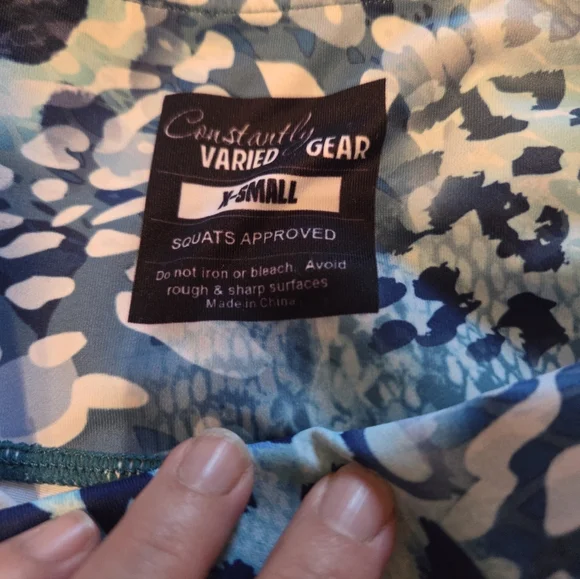 Constantly
VARIED GEAR
X-SMALL
SQUATS APPROVED
Do not iron or bleach. Avoid
rough & sharp surfaces
Made in China